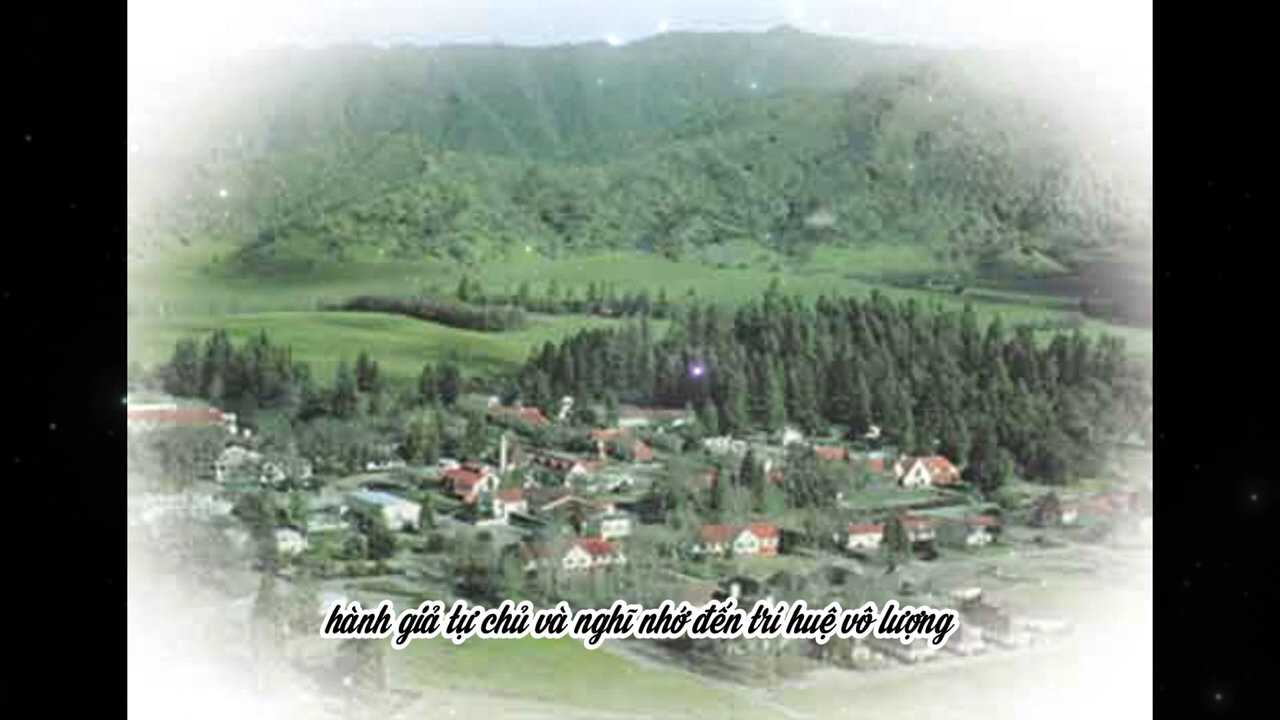 hành giả tự chủ và nghĩ nhớ đến trí huệ vô lượng